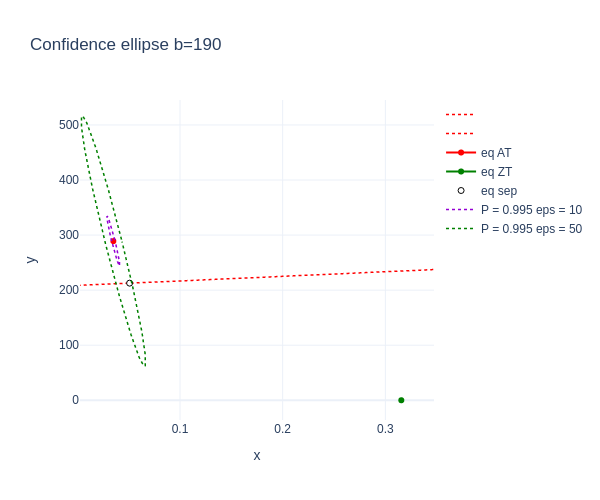 Confidence ellipse b=190
500
400
300
200
100
0
y
0.1
0.2
0.3
x
eq AT
eq ZT
eq sep
P = 0.995 eps = 10
P = 0.995 eps = 50